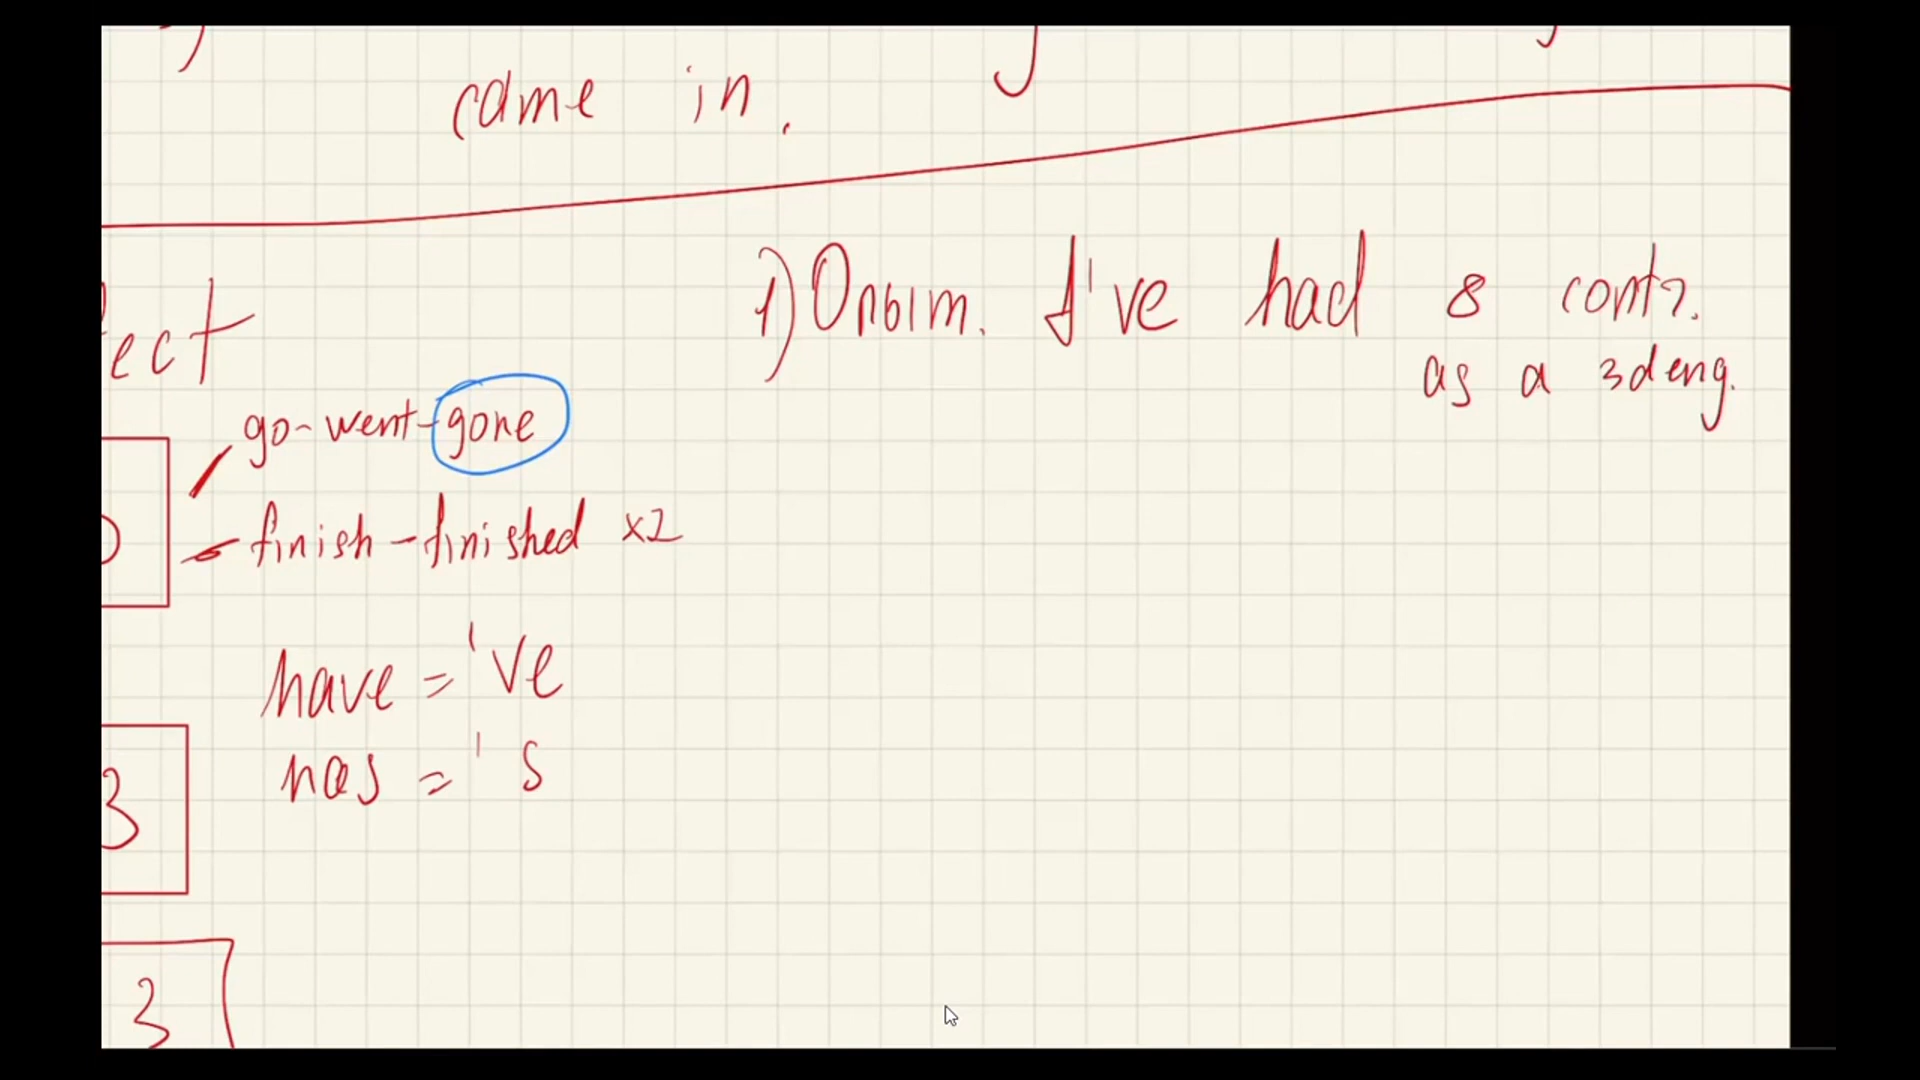 came in.
1) Опыт. I've had 8 contr.
as a 3d eng.
ect
go-went-gone
finish-finished x2
have = 've
has = 's
3
3